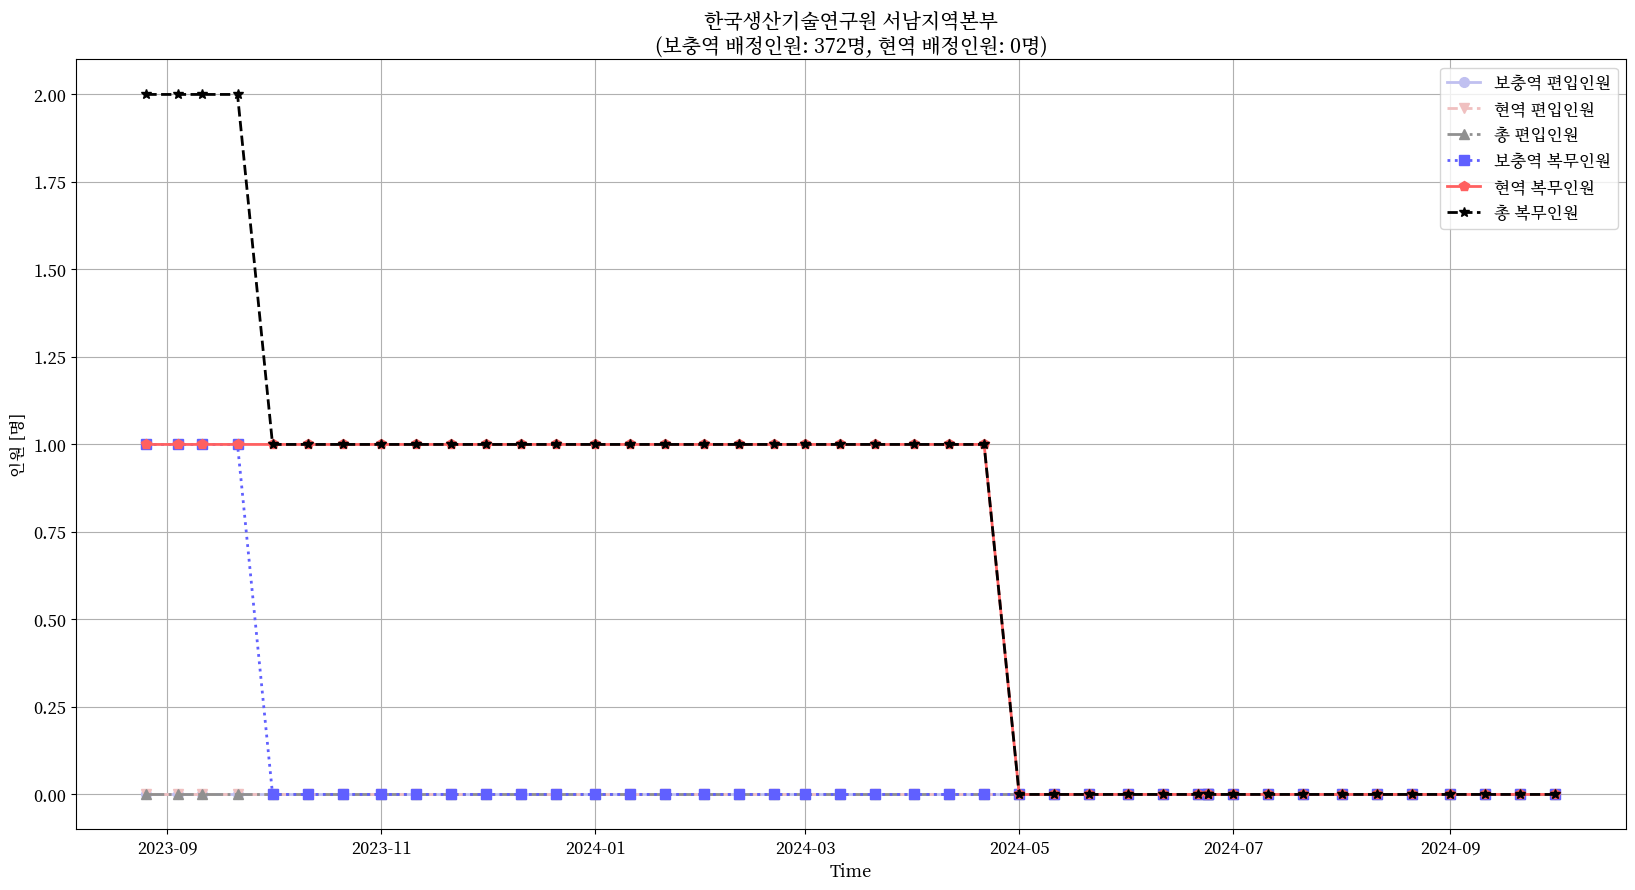 한국생산기술연구원 서남지역본부
(보충역 배정인원: 372명, 현역 배정인원: 0명)
보충역 편입인원
현역 편입인원
총 편입인원
보충역 복무인원
현역 복무인원
총 복무인원
인원 [명]
2.00
1.75
1.50
1.25
1.00
0.75
0.50
0.25
0.00
2023-09 2023-11 2024-01 2024-03 2024-05 2024-07 2024-09
Time